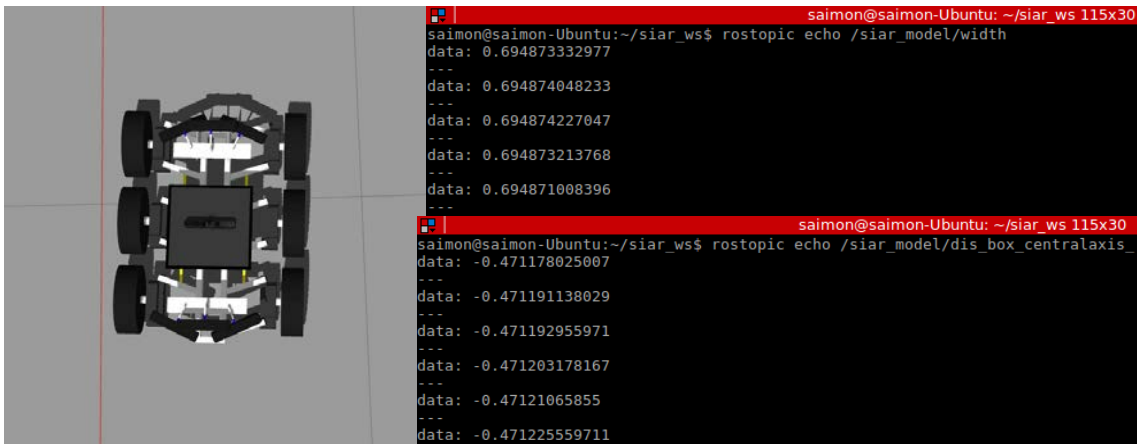 saimon@saimon-Ubuntu: ~/siar_ws 115x30
saimon@saimon-Ubuntu:~/siar_ws$ rostopic echo /siar_model/width
data: 0.694873332977
---
data: 0.694874048233
---
data: 0.694874227047
---
data: 0.694873213768
---
data: 0.694871008396
---
saimon@saimon-Ubuntu: ~/siar_ws 115x30
saimon@saimon-Ubuntu:~/siar_ws$ rostopic echo /siar_model/dis_box_centralaxis_
data: -0.471178025007
---
data: -0.471191138029
---
data: -0.471192955971
---
data: -0.471203178167
---
data: -0.47121065855
---
data: -0.471225559711